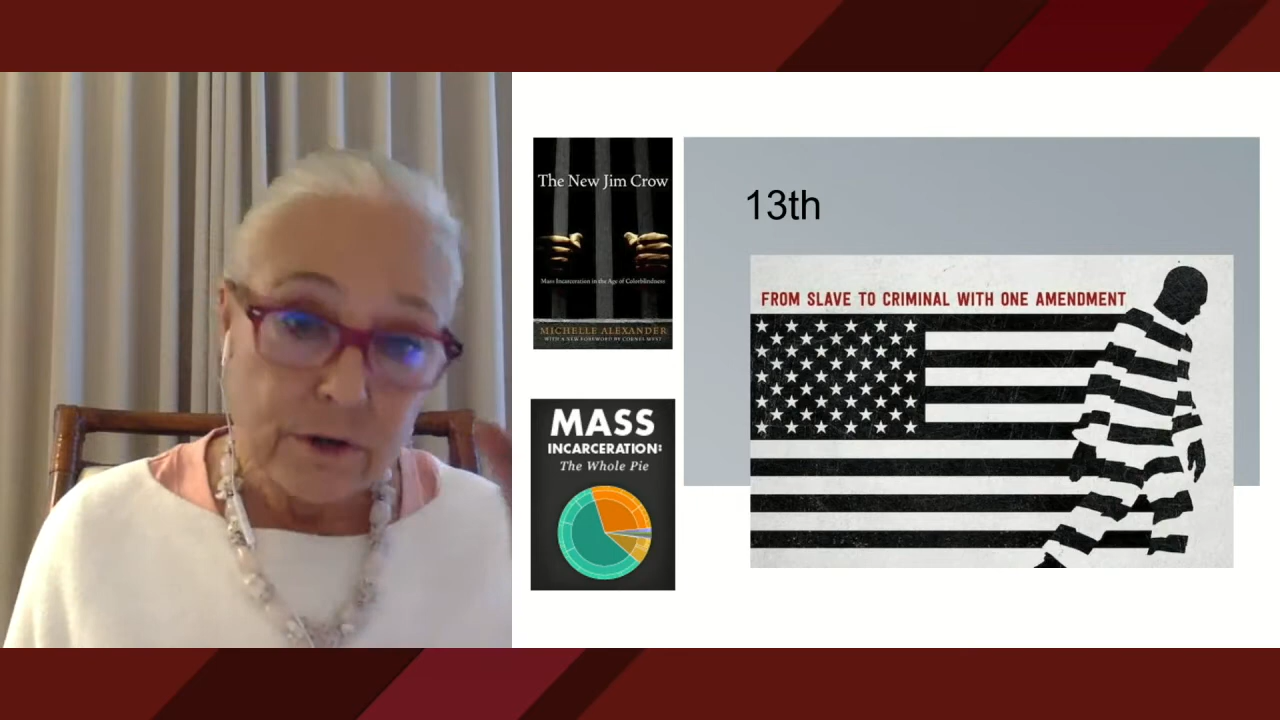 The New Jim Crow
Mass Incarceration in the Age of Colorblindness
MICHELLE ALEXANDER
WITH A NEW FOREWORD BY CORNEL WEST
MASS
INCARCERATION:
The Whole Pie
13th
FROM SLAVE TO CRIMINAL WITH ONE AMENDMENT